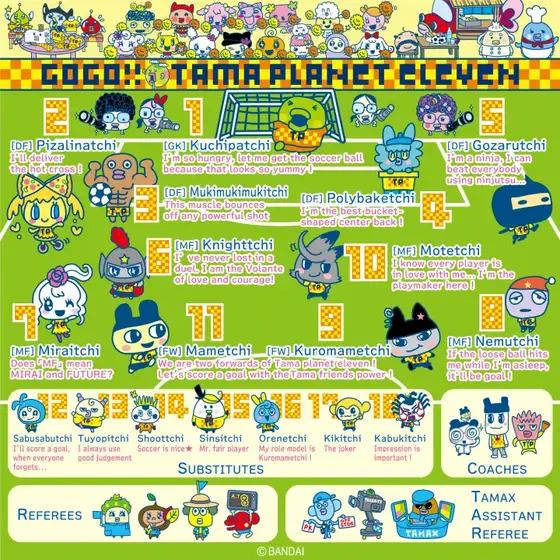 GOGO!! TAMA PLANET ELEVEN
2
[DF] Pizalinatchi
I'll deliver
the hot cross !
1
[GK] Kuchipatchi
I'm so hungry, let me get the soccer ball
because that looks so yummy !
5
[DF] Gozarutchi
I'm a ninja, I can
beat everybody
using ninjutsu...
3
[DF] Mukimukimukitchi
This muscle bounces
off any powerful shot
[DF] Polybaketchi
I'm the best bucket-
shaped center back !
4
6
[MF] Knighttchi
I've never lost in a
duel. I am the Volante
of love and courage!
10
[MF] Motetchi
I know every player is
in love with me... I'm the
playmaker here !
7
[MF] Miraitchi
Does "MF" mean
MIRAI and FUTURE?
11
[FW] Mametchi
9
[FW] Kuromametchi
We are two forwards of Tama planet eleven !
Let's score a goal with the Tama friends power !
8
[MF] Nemutchi
If the loose ball hits
me while I'm asleep,
it'll be goal !
12 13 14 15 16 17 18
Sabusabutchi
I'll score a goal,
when everyone
forgets...
Tuyopitchi
I always use
good judgement
Shoottchi
Soccer is nice★
Sinsitchi
Mr. fair player
Orenetchi
My role model is
Kuromametchi !
Kikitchi
The joker
Kabukitchi
Impression is
important !
SUBSTITUTES
COACHES
REFEREES
PK
TAMAX
TAMAX
ASSISTANT
REFEREE
©BANDAI